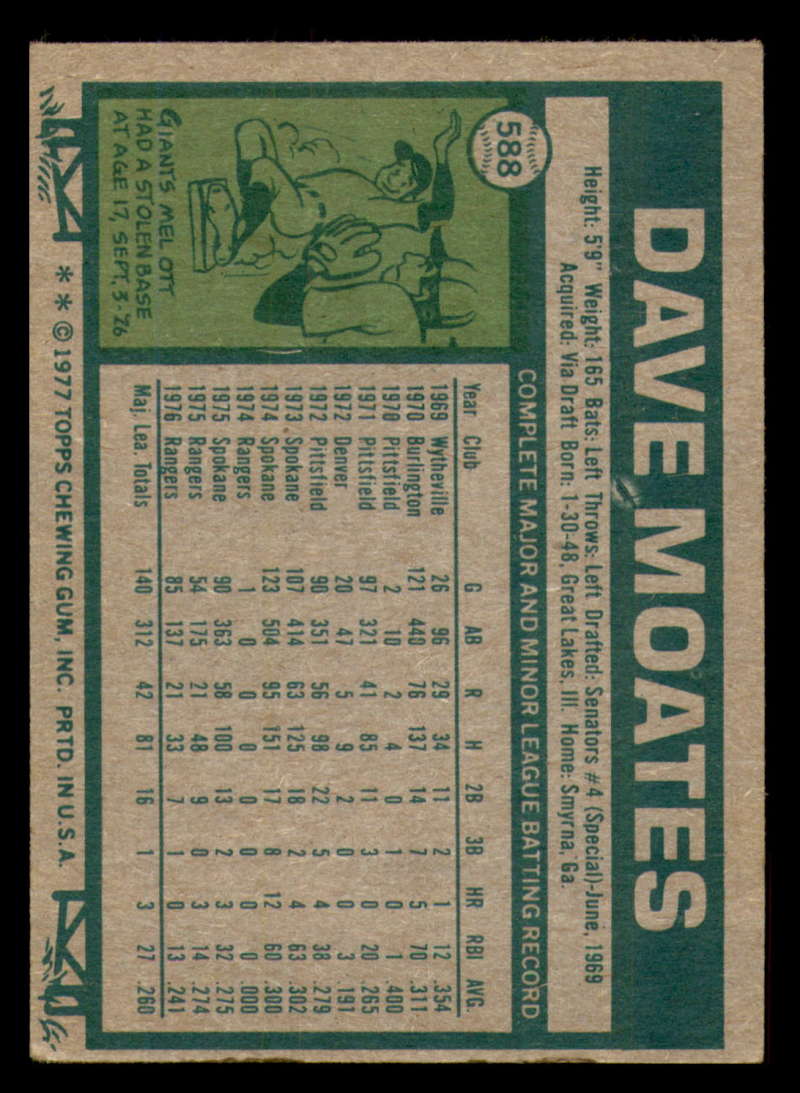 DAVE MOATES
588
Height: 5'9" Weight: 165 Bats: Left Throws: Left Drafted: Senators #4 (Special)-June, 1969
Acquired: Via Draft Born: 1-30-48, Great Lakes, Ill. Home: Smyrna, Ga.
COMPLETE MAJOR AND MINOR LEAGUE BATTING RECORD
Year Club G AB R H 2B 3B HR RBI AVG.
1969 Wytheville 26 96 29 34 11 2 1 12 .354
1970 Burlington 121 440 76 137 14 7 5 70 .311
1970 Pittsfield 2 10 2 4 0 1 0 1 .400
1971 Pittsfield 97 321 41 85 11 3 0 20 .265
1972 Denver 20 47 5 9 2 0 0 3 .191
1972 Pittsfield 90 351 56 98 22 5 4 38 .279
1973 Spokane 107 414 63 125 18 2 4 63 .302
1974 Spokane 123 504 95 151 17 8 12 60 .300
1974 Rangers 1 0 0 0 0 0 0 0 .000
1975 Spokane 90 363 58 100 13 2 3 32 .275
1975 Rangers 54 175 21 48 9 0 3 14 .274
1976 Rangers 85 137 21 33 7 1 0 13 .241
Maj. Lea. Totals 140 312 42 81 16 1 3 27 .260
GIANTS MEL OTT
HAD A STOLEN BASE
AT AGE 17, SEPT. 3-'26
* * © 1977 TOPPS CHEWING GUM, INC. PRTD. IN U.S.A.